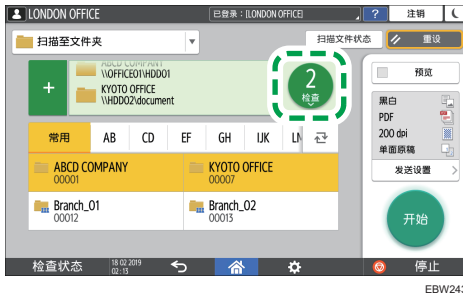 LONDON OFFICE
已登录：[LONDON OFFICE]
?
注销
扫描至文件夹
扫描文件状态
重设
ABCD COMPANY
\\OFFICE01\HDD01
KYOTO OFFICE
\\HDD02\document
2
检查
预览
黑白
PDF
200 dpi
单面原稿
发送设置
常用
AB
CD
EF
GH
IJK
ABCD COMPANY
00001
KYOTO OFFICE
00007
Branch_01
00012
Branch_02
00013
开始
检查状态
18 02 2019
02:13
停止
EBW243